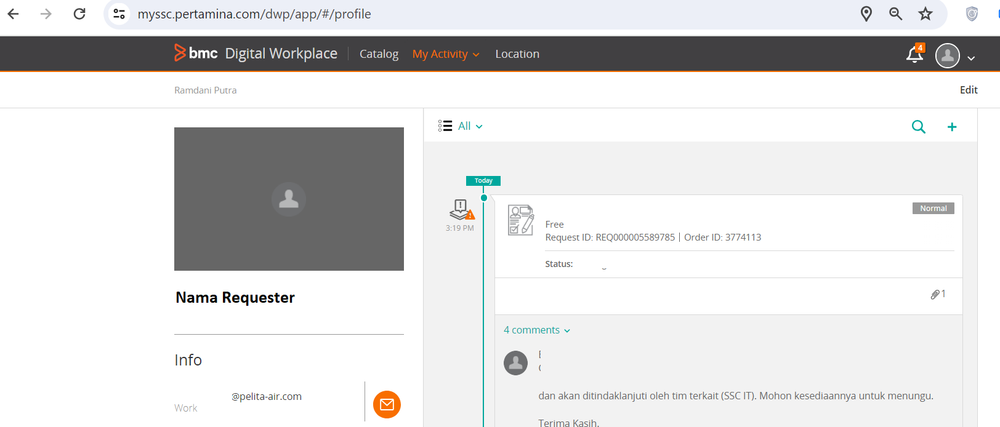 myssc.pertamina.com/dwp/app/#/profile
bmc Digital Workplace Catalog My Activity Location 4
Ramdani Putra Edit
All
Today
3:19 PM
Normal
Free
Request ID: REQ000005589785 | Order ID: 3774113
Status:
1
4 comments
dan akan ditindaklanjuti oleh tim terkait (SSC IT). Mohon kesediaannya untuk menungu.
Terima Kasih.
Nama Requester
Info
@pelita-air.com
Work